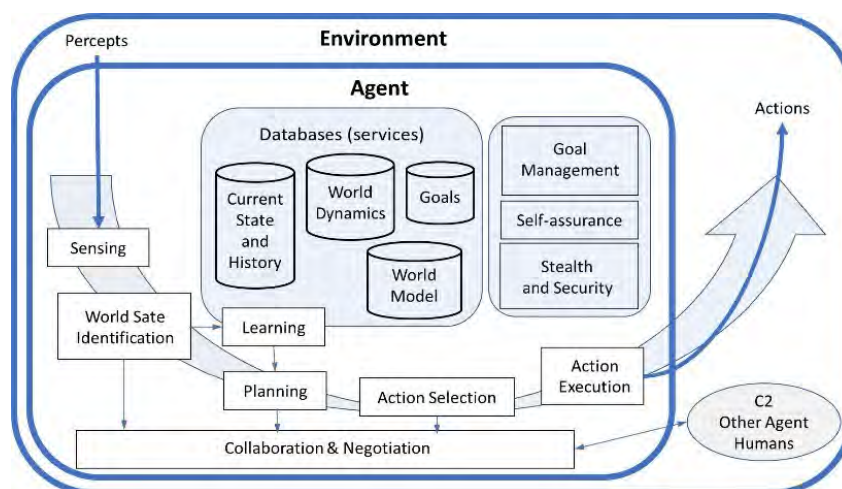 Percepts
Environment
Agent
Actions
Databases (services)
Current
State
and
History
World
Dynamics
Goals
World
Model
Goal
Management
Self-assurance
Stealth
and Security
Sensing
World Sate
Identification
Learning
Planning
Action Selection
Action
Execution
Collaboration & Negotiation
C2
Other Agent
Humans